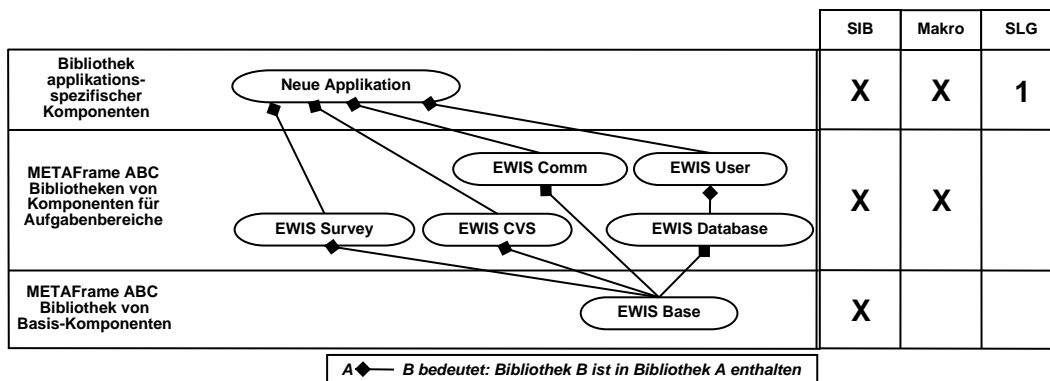 SIB Makro SLG
Bibliothek
applikations-
spezifischer
Komponenten
Neue Applikation
X X 1
METAFrame ABC
Bibliotheken von
Komponenten für
Aufgabenbereiche
EWIS Comm EWIS User
X X
EWIS Survey EWIS CVS EWIS Database
METAFrame ABC
Bibliothek von
Basis-Komponenten
EWIS Base
X
A B bedeutet: Bibliothek B ist in Bibliothek A enthalten